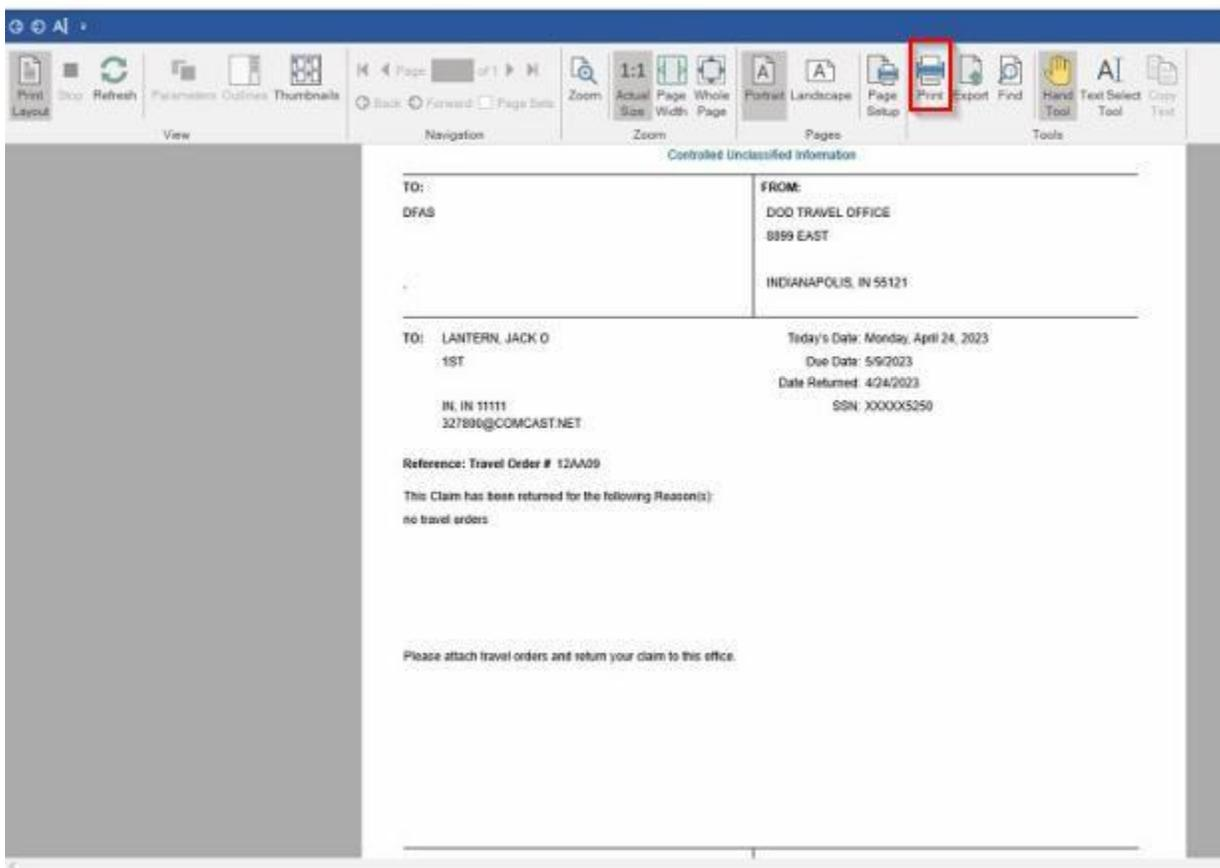 A
Print Layout
Stop
Refresh
Parameters
Outlines
Thumbnails
View
Page
of 1
Back
Forward
Page Sets
Navigation
Zoom
1:1
Actual Size
Page Width
Whole Page
Zoom
A
Portrait
A
Landscape
Page Setup
Pages
Print
Export
Find
Hand Tool
A
Text Select Tool
Copy Text
Tools
Controlled Unclassified Information
TO:
DFAS
FROM:
DOD TRAVEL OFFICE
8899 EAST
INDIANAPOLIS, IN 55121
TO: LANTERN, JACK O
1ST
IN, IN 11111
327800@COMCAST.NET
Today's Date: Monday, April 24, 2023
Due Date: 5/9/2023
Date Returned: 4/24/2023
SSN: XXXXX5250
Reference: Travel Order # 12AA09
This Claim has been returned for the following Reason(s):
no travel orders
Please attach travel orders and return your claim to this office.